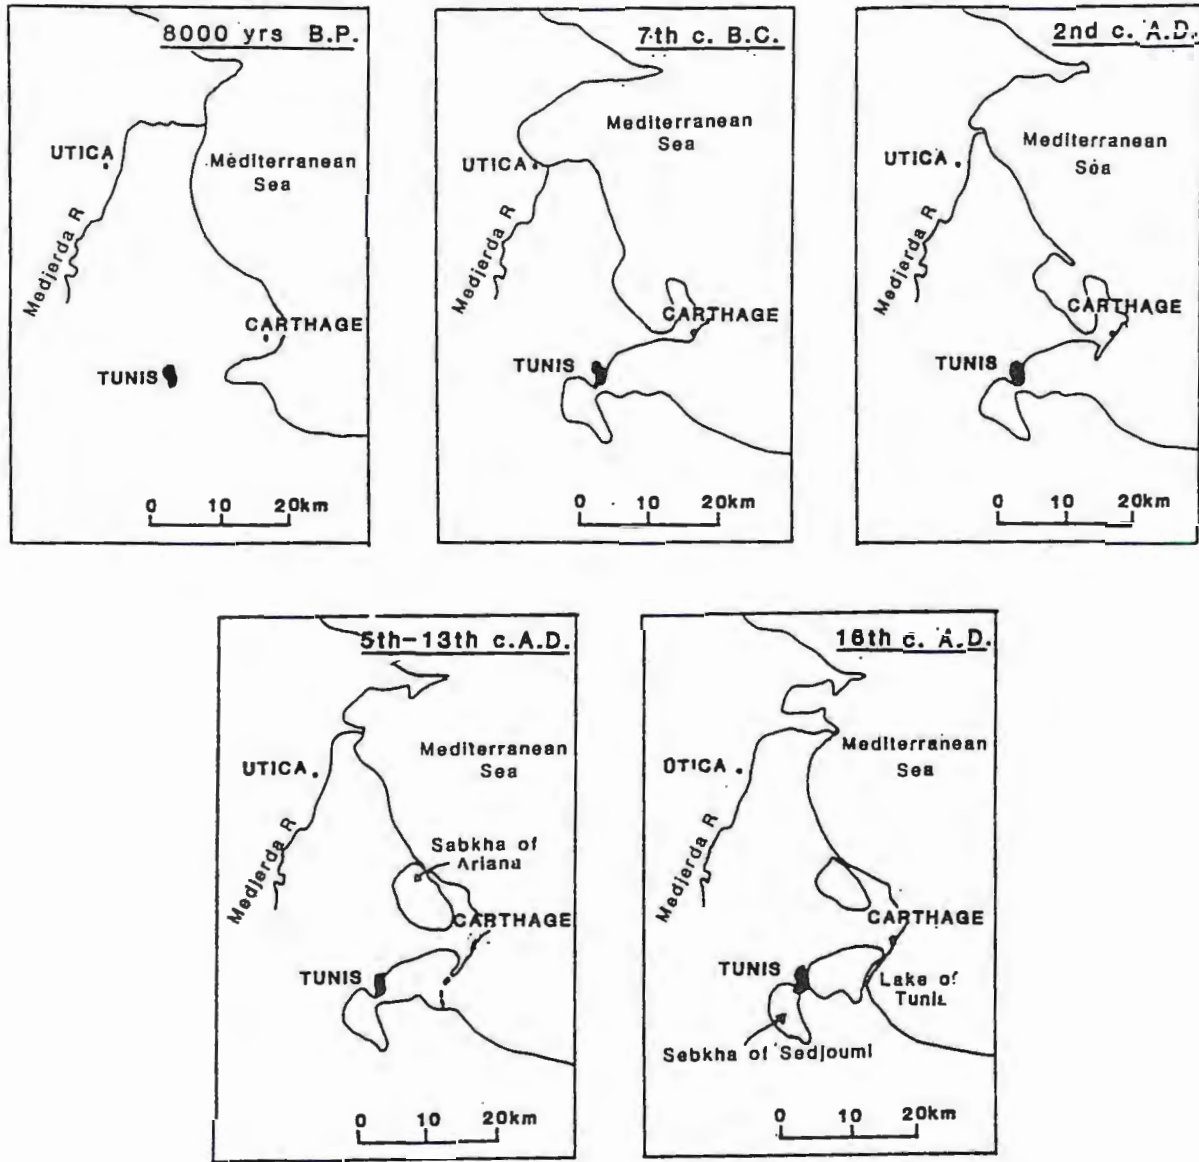 8000 yrs B.P.
UTICA
Mediterranean
Sea
Medjerda R
CARTHAGE
TUNIS
0 10 20km
7th c. B.C.
Mediterranean
Sea
UTICA
Medjerda R
CARTHAGE
TUNIS
0 10 20km
2nd c. A.D.
Mediterranean
Sea
UTICA
Medjerda R
CARTHAGE
TUNIS
0 10 20km
5th-13th c.A.D.
Mediterranean
Sea
UTICA
Medjerda R
Sabkha of
Ariana
CARTHAGE
TUNIS
0 10 20km
16th c. A.D.
Mediterranean
Sea
UTICA
Medjerda R
CARTHAGE
TUNIS
Lake of
Tunis
Sebkha of Sedjoumi
0 10 20km